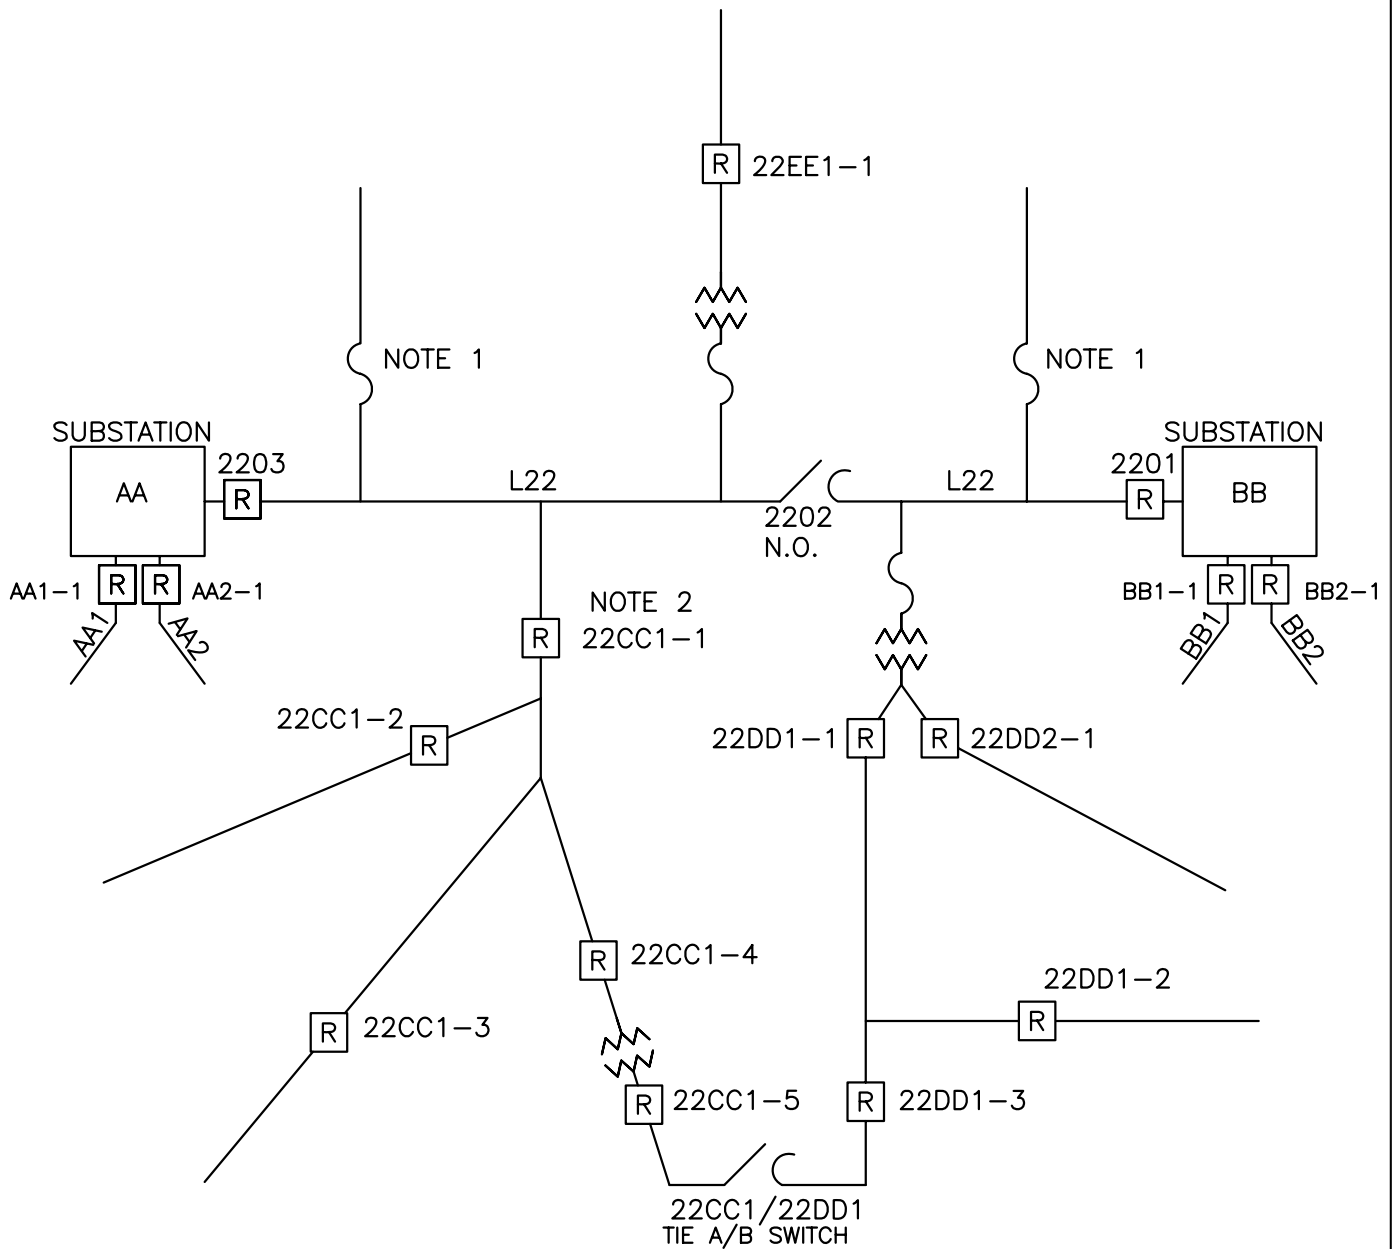 R
22EE1-1
NOTE 1
NOTE 1
SUBSTATION
SUBSTATION
2203
L22
L22
2201
AA
R
R
BB
2202
N.O.
AA1-1
R
R
AA2-1
BB1-1
R
R
BB2-1
NOTE 2
AA1
AA2
R
22CC1-1
BB1
BB2
22CC1-2
R
22DD1-1
R
R
22DD2-1
R
22CC1-4
22DD1-2
R
22CC1-3
R
R
22CC1-5
R
22DD1-3
22CC1/22DD1
TIE A/B SWITCH